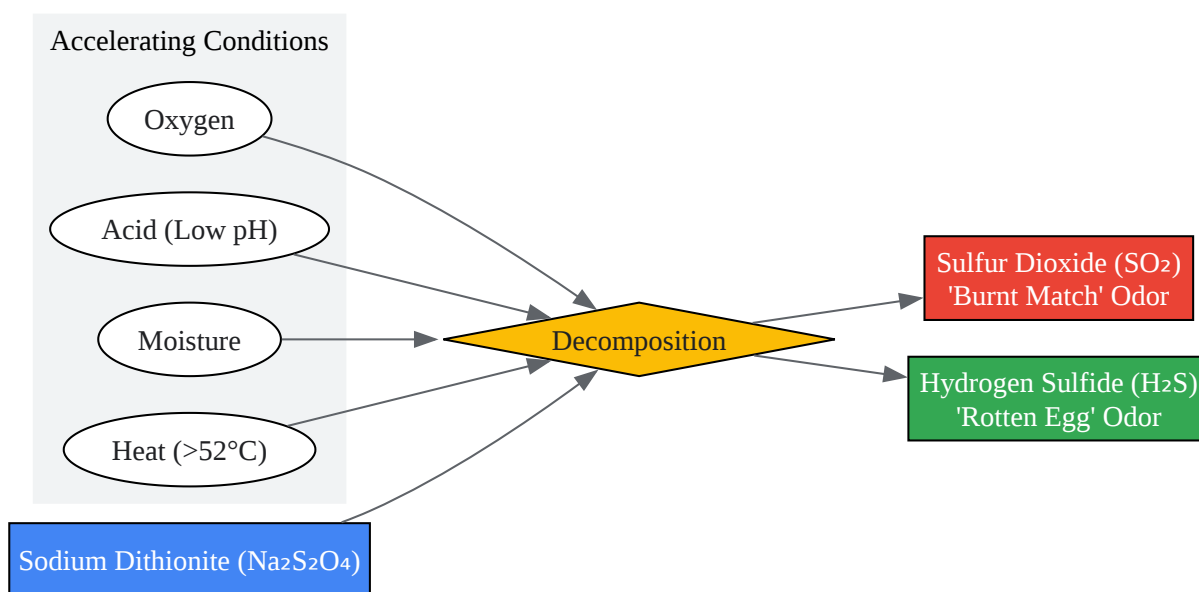 Accelerating Conditions
Oxygen
Acid (Low pH)
Moisture
Heat (>52°C)
Sodium Dithionite (Na₂S₂O₄)
Decomposition
Sulfur Dioxide (SO₂)
'Burnt Match' Odor
Hydrogen Sulfide (H₂S)
'Rotten Egg' Odor